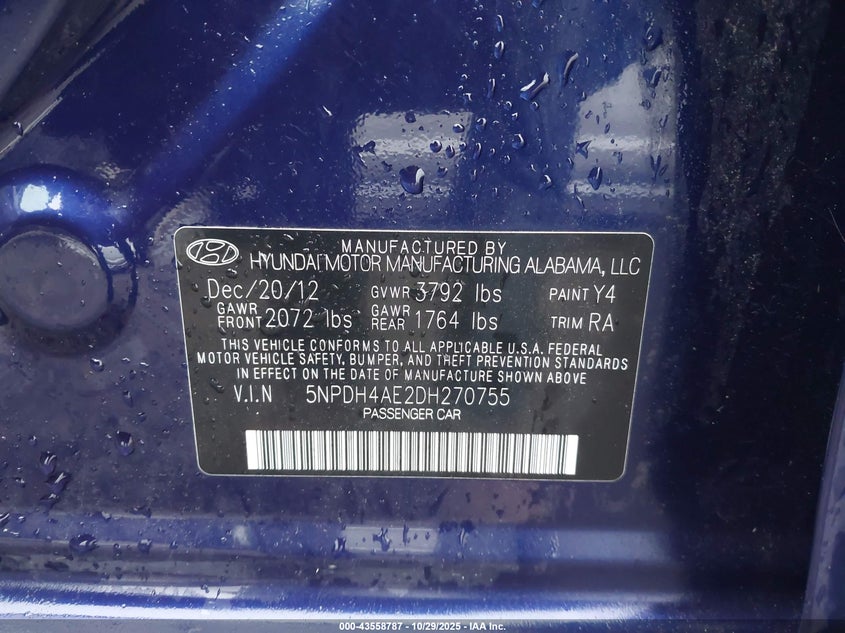 MANUFACTURED BY
HYUNDAI MOTOR MANUFACTURING ALABAMA, LLC
Dec/20/12 GVWR 3792 lbs PAINT Y4
GAWR FRONT 2072 lbs GAWR REAR 1764 lbs TRIM RA
THIS VEHICLE CONFORMS TO ALL APPLICABLE U.S.A. FEDERAL
MOTOR VEHICLE SAFETY, BUMPER, AND THEFT PREVENTION STANDARDS
IN EFFECT ON THE DATE OF MANUFACTURE SHOWN ABOVE
V.I.N 5NPDH4AE2DH270755
PASSENGER CAR
000-43558787 - 10/29/2025 - IAA Inc.